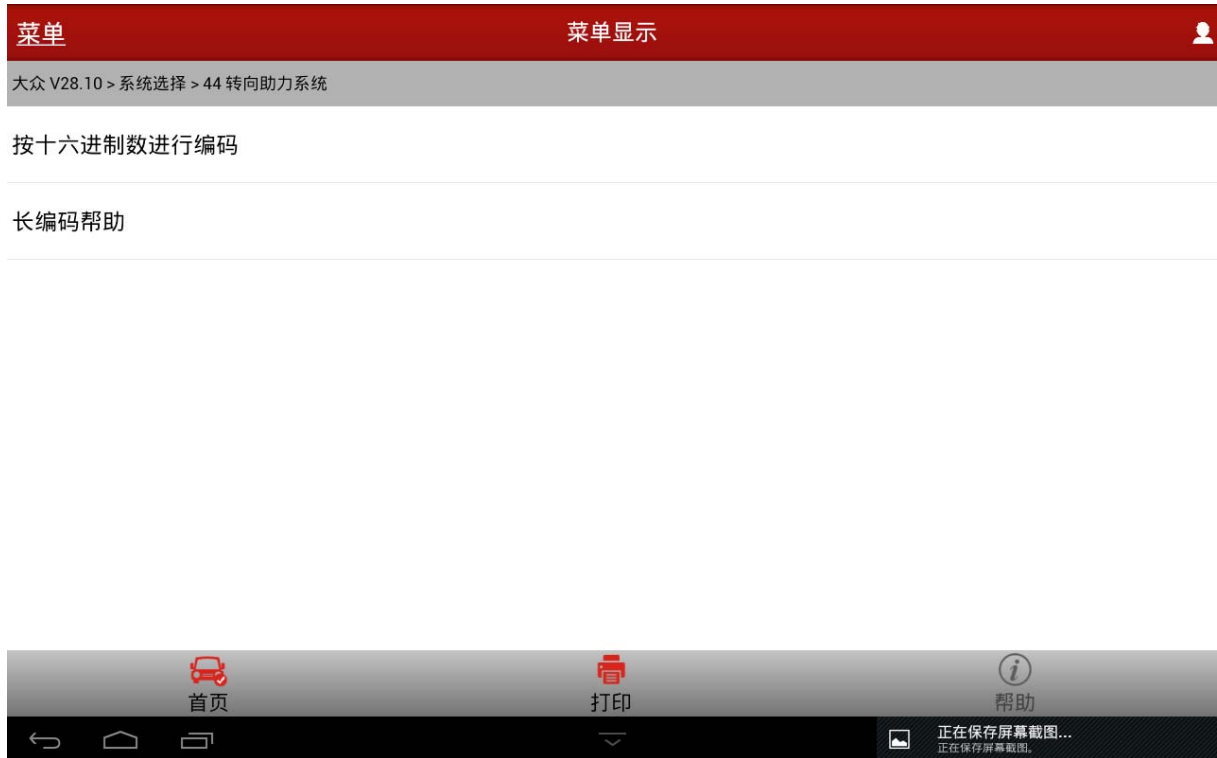 菜单
菜单显示
大众 V28.10 > 系统选择 > 44 转向助力系统
按十六进制数进行编码
长编码帮助
首页
打印
帮助
正在保存屏幕截图...
正在保存屏幕截图。